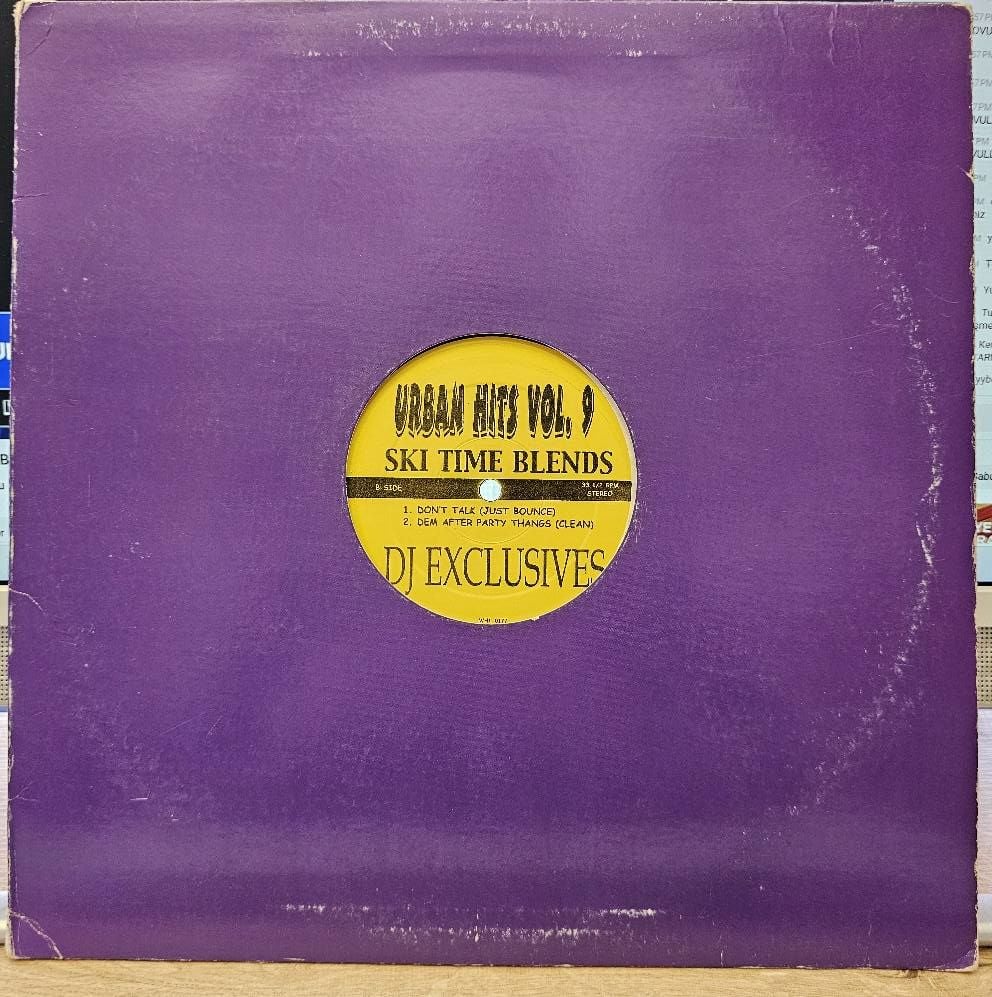 URBAN HITS VOL. 9
SKI TIME BLENDS
B SIDE
33 1/3 RPM
STEREO
1. DON'T TALK (JUST BOUNCE)
2. DEM AFTER PARTY THANGS (CLEAN)
DJ EXCLUSIVES